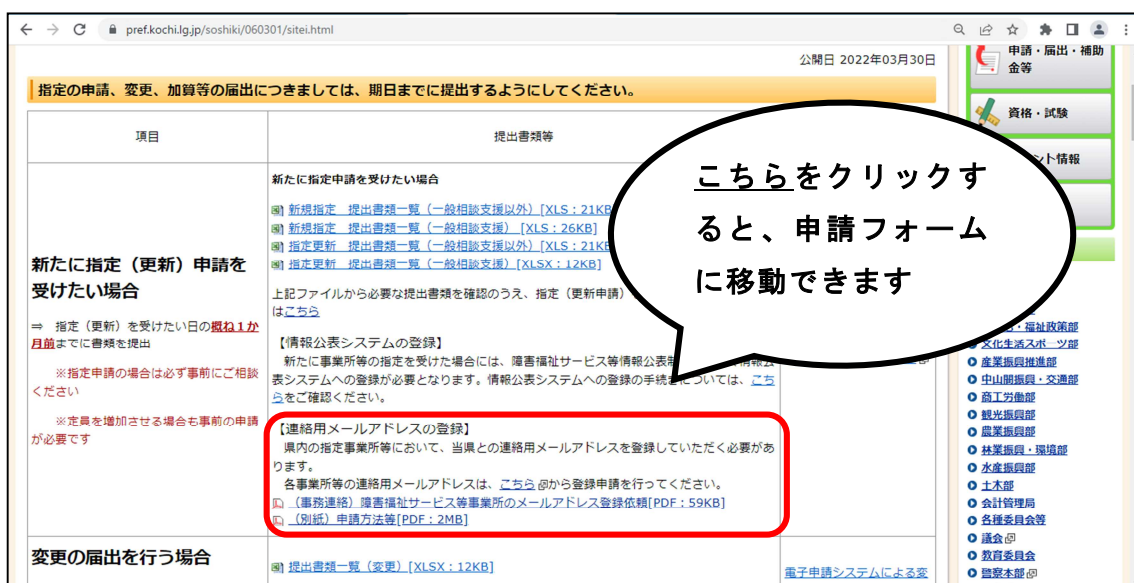 pref.kochi.lg.jp/soshiki/060301/sitei.html
公開日 2022年03月30日
指定の申請、変更、加算等の届出につきましては、期日までに提出するようにしてください。
項目
提出書類等
新たに指定（更新）申請を
受けたい場合
⇒ 指定（更新）を受けたい日の概ね１か
月前までに書類を提出
※指定申請の場合は必ず事前にご相談
ください
※定員を増加させる場合も事前の申請
が必要です
新たに指定申請を受けたい場合
新規指定　提出書類一覧（一般相談支援以外）[XLS：21KB
新規指定　提出書類一覧（一般相談支援） [XLS：26KB]
指定更新　提出書類一覧（一般相談支援以外）[XLS：21KB
指定更新　提出書類一覧（一般相談支援）[XLSX：12KB]
上記ファイルから必要な提出書類を確認のうえ、指定（更新申請）
はこちら
【情報公表システムの登録】
新たに事業所等の指定を受けた場合には、障害福祉サービス等情報公表制
表システムへの登録が必要となります。情報公表システムへの登録の手続きについては、こち
らをご確認ください。
【連絡用メールアドレスの登録】
県内の指定事業所等において、当県との連絡用メールアドレスを登録していただく必要があ
ります。
各事業所等の連絡用メールアドレスは、こちらから登録申請を行ってください。
（事務連絡）障害福祉サービス等事業所のメールアドレス登録依頼[PDF：59KB]
（別紙）申請方法等[PDF：2MB]
変更の届出を行う場合
提出書類一覧（変更）[XLSX：12KB]
電子申請システムによる変
こちらをクリックす
ると、申請フォーム
に移動できます
申請・届出・補助
金等
資格・試験
ント情報
・福祉政策部
文化生活スポーツ部
産業振興推進部
中山間振興・交通部
商工労働部
観光振興部
農業振興部
林業振興・環境部
水産振興部
土木部
会計管理局
各種委員会等
議会
教育委員会
警察本部